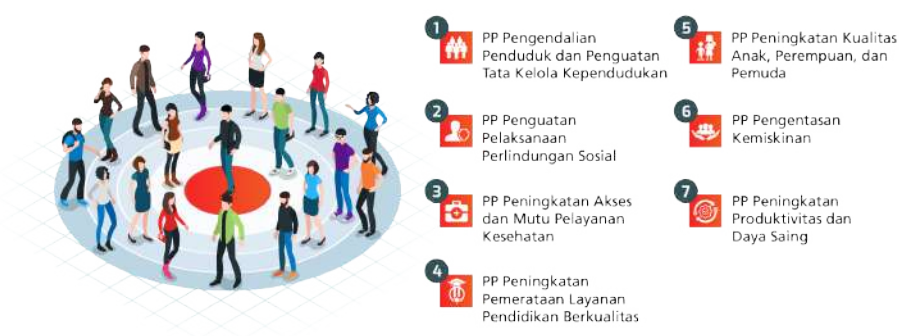 1
PP Pengendalian
Penduduk dan Penguatan
Tata Kelola Kependudukan
2
PP Penguatan
Pelaksanaan
Perlindungan Sosial
3
PP Peningkatan Akses
dan Mutu Pelayanan
Kesehatan
4
PP Peningkatan
Pemerataan Layanan
Pendidikan Berkualitas
5
PP Peningkatan Kualitas
Anak, Perempuan, dan
Pemuda
6
PP Pengentasan
Kemiskinan
7
PP Peningkatan
Produktivitas dan
Daya Saing